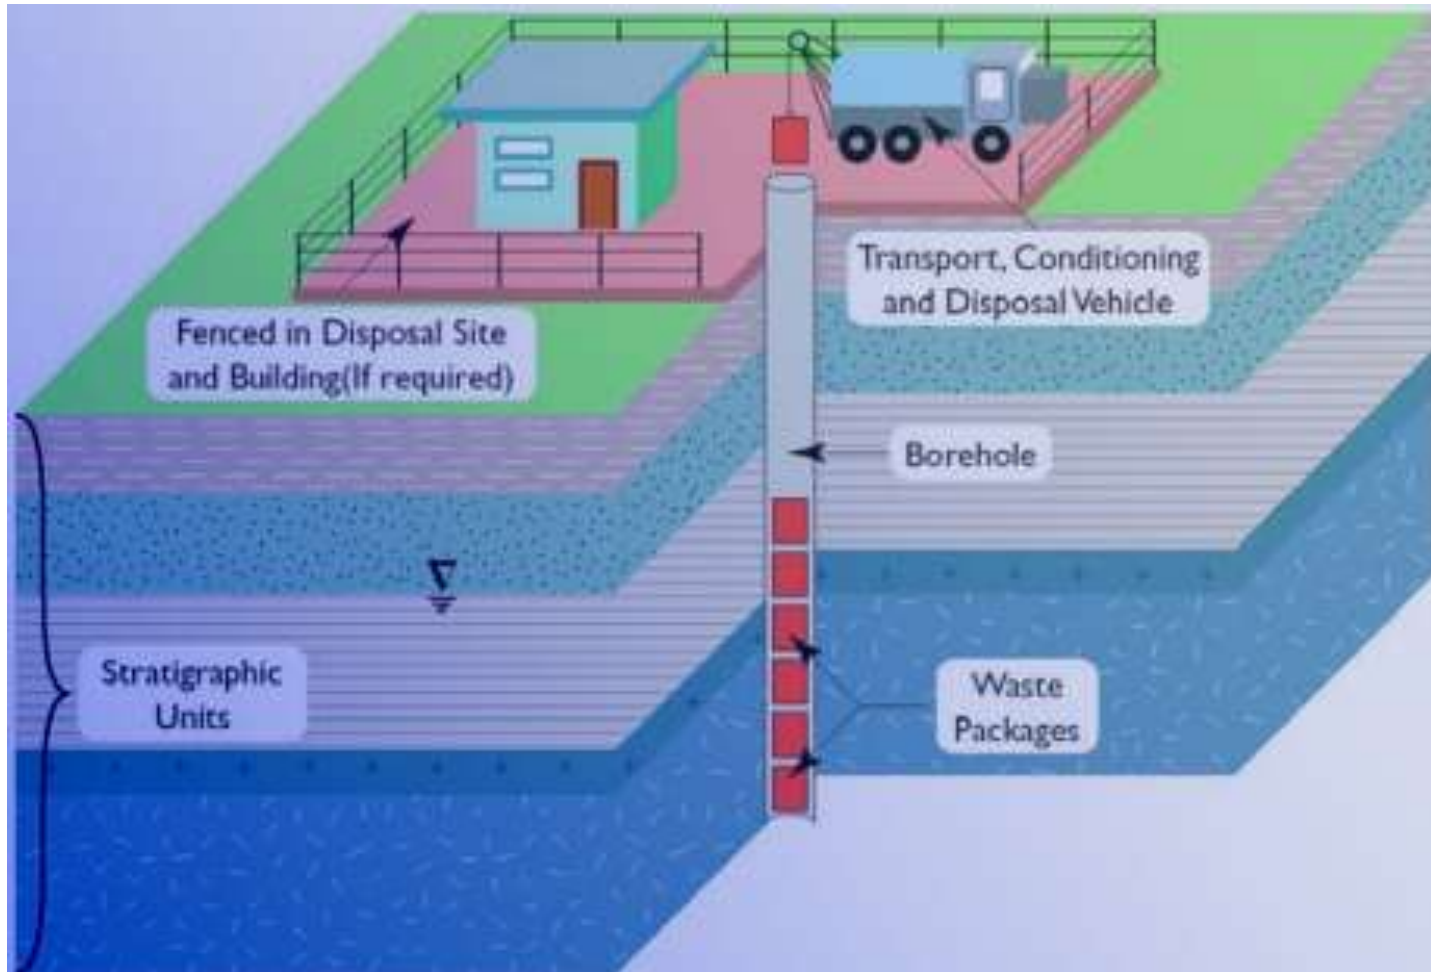 Transport, Conditioning
and Disposal Vehicle
Fenced in Disposal Site
and Building(If required)
Borehole
Stratigraphic
Units
Waste
Packages